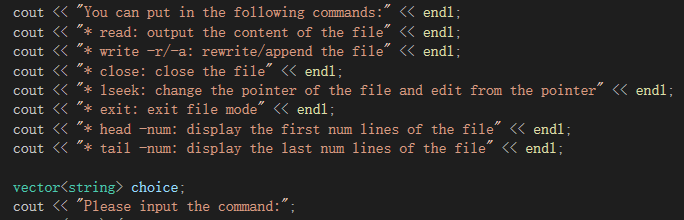 cout << "You can put in the following commands:" << endl;
cout << "* read: output the content of the file" << endl;
cout << "* write -r/-a: rewrite/append the file" << endl;
cout << "* close: close the file" << endl;
cout << "* lseek: change the pointer of the file and edit from the pointer" << endl;
cout << "* exit: exit file mode" << endl;
cout << "* head -num: display the first num lines of the file" << endl;
cout << "* tail -num: display the last num lines of the file" << endl;
vector<string> choice;
cout << "Please input the command:";